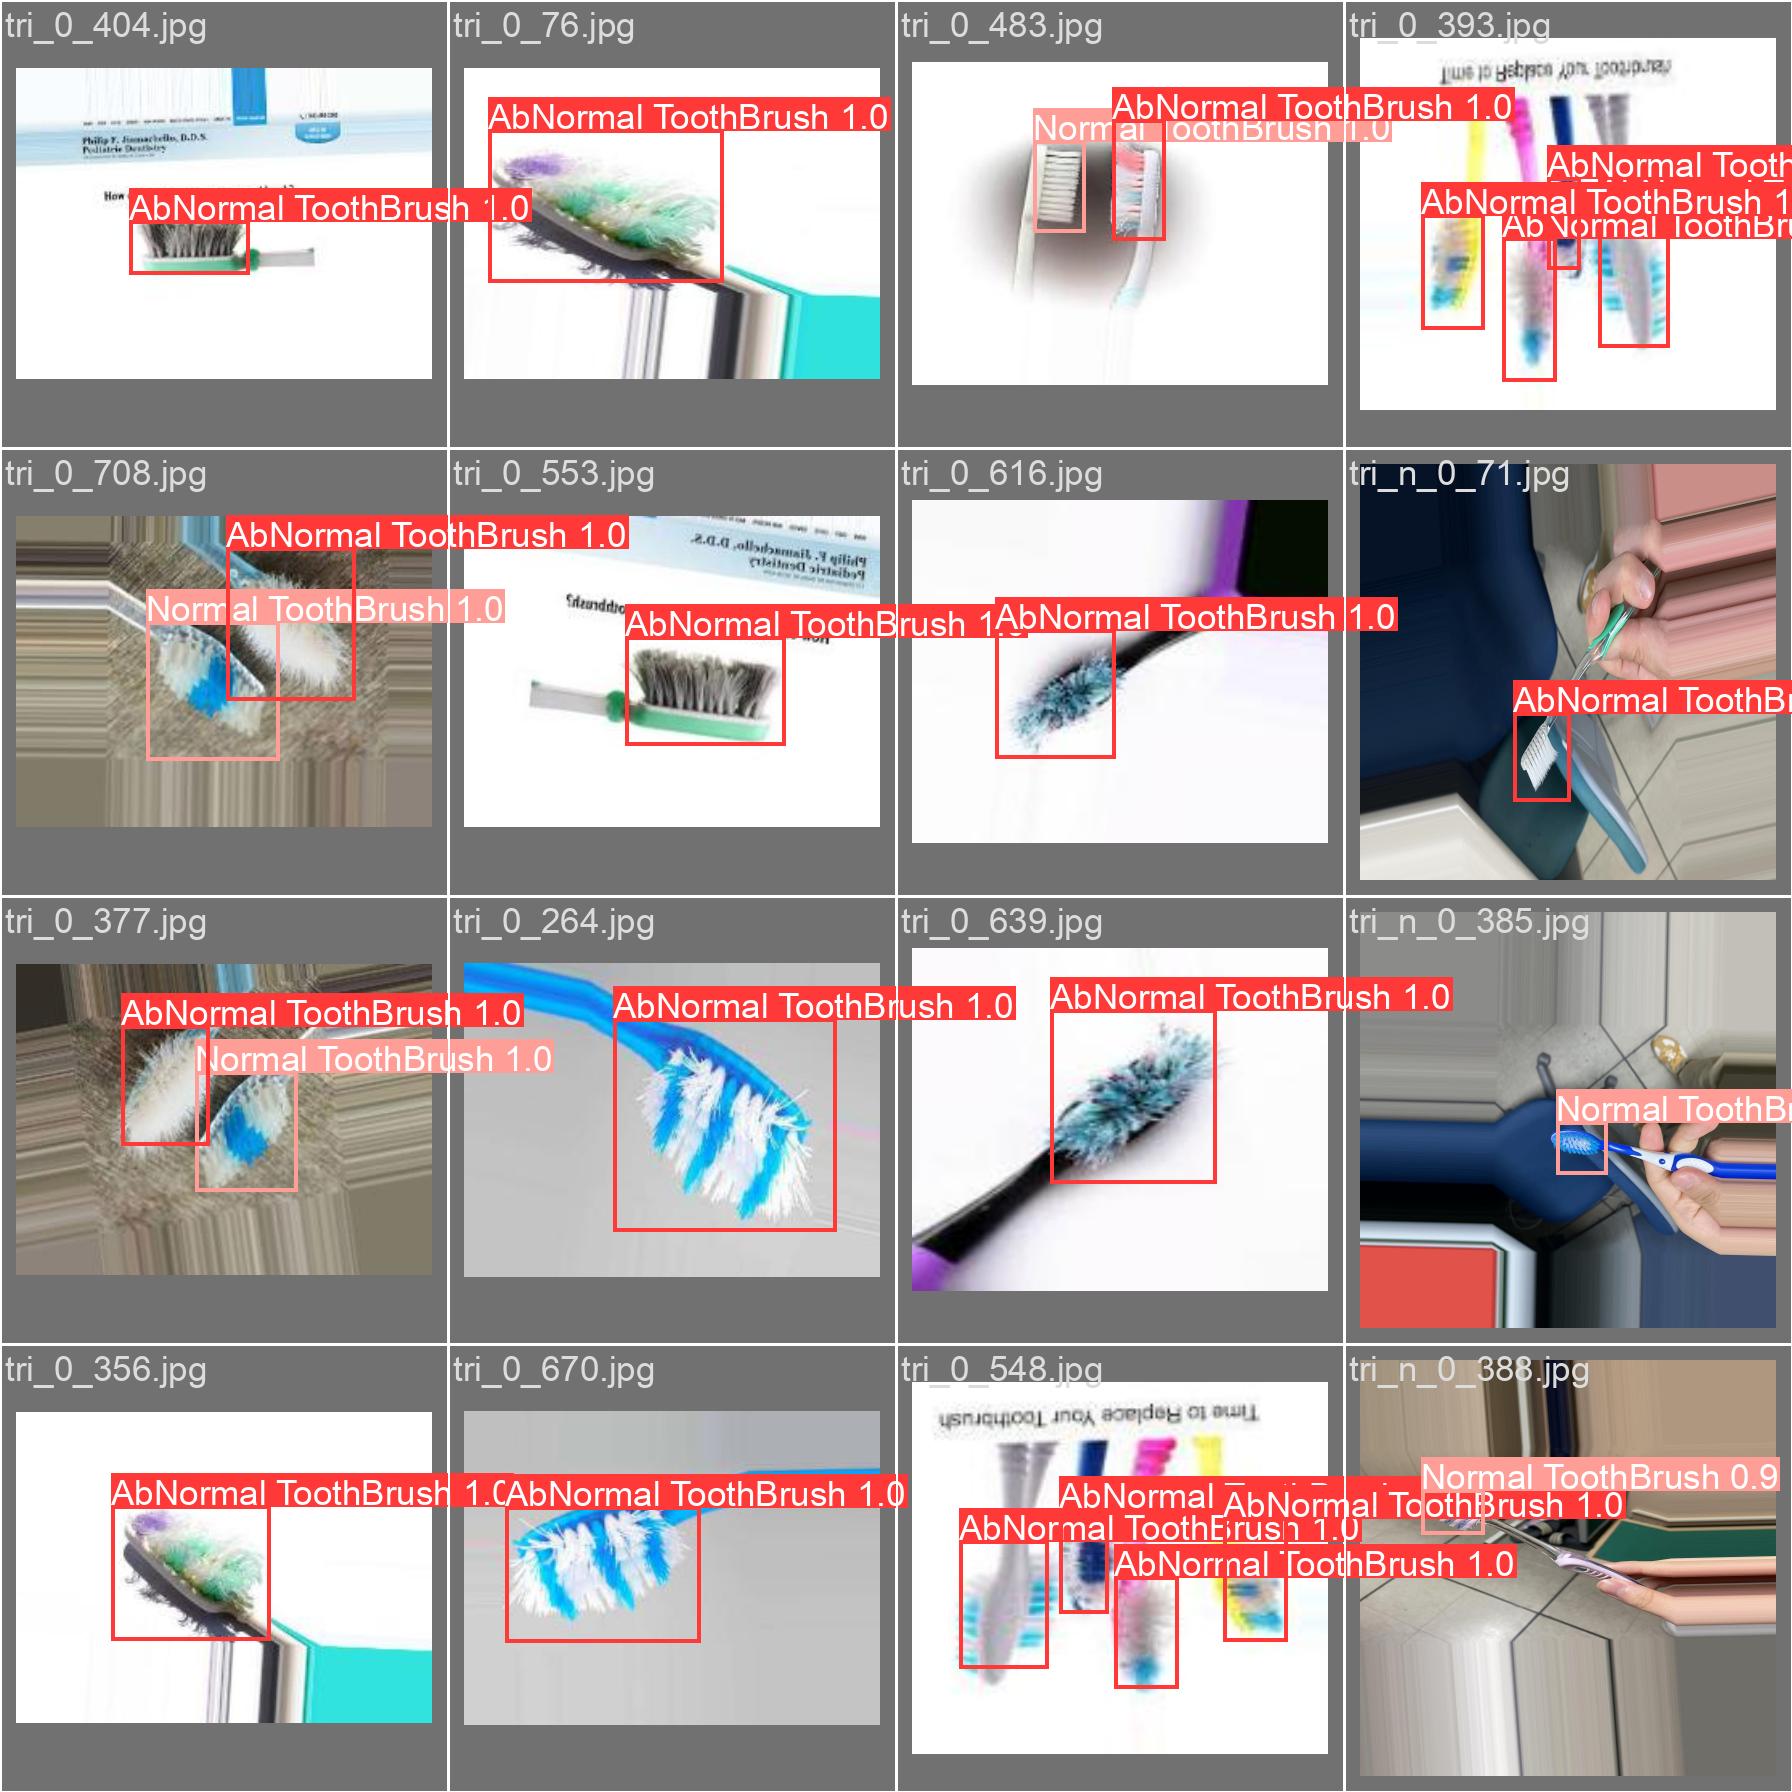 tri_0_404.jpg
Philip F. Jiamachello, D.D.S.
Pediatric Dentistry
How
AbNormal ToothBrush 1.0
tri_0_76.jpg
AbNormal ToothBrush 1.0
tri_0_483.jpg
AbNormal ToothBrush 1.0
Normal ToothBrush 1.0
tri_0_393.jpg
Time to Replace Your Toothbrush
AbNormal Tooth
AbNormal ToothBrush 1
AbNormal ToothBru
tri_0_708.jpg
AbNormal ToothBrush 1.0
Normal ToothBrush 1.0
tri_0_553.jpg
Philip F. Jiamachello, D.D.S.
Pediatric Dentistry
AbNormal ToothBrush 1.0
tri_0_616.jpg
AbNormal ToothBrush 1.0
tri_n_0_71.jpg
AbNormal ToothBr
tri_0_377.jpg
AbNormal ToothBrush 1.0
Normal ToothBrush 1.0
tri_0_264.jpg
AbNormal ToothBrush 1.0
tri_0_639.jpg
AbNormal ToothBrush 1.0
tri_n_0_385.jpg
Normal ToothB
tri_0_356.jpg
AbNormal ToothBrush 1.0
tri_0_670.jpg
AbNormal ToothBrush 1.0
tri_0_548.jpg
Time to Replace Your Toothbrush
AbNormal
AbNormal ToothBrush 1.0
AbNormal ToothBrush 1.0
AbNormal ToothBrush 1.0
tri_n_0_388.jpg
Normal ToothBrush 0.9